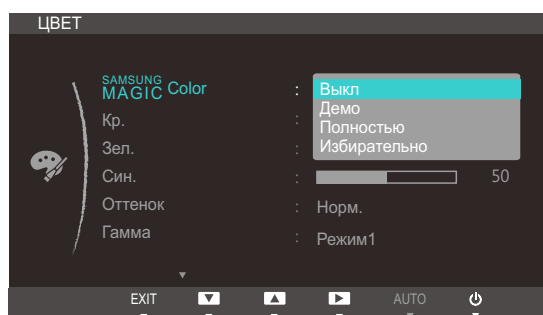 ЦВЕТ
SAMSUNG MAGIC Color : Выкл
Демо
Кр. : Полностью
Зел. : Избирательно
Син. : 50
Оттенок : Норм.
Гамма : Режим1
EXIT AUTO